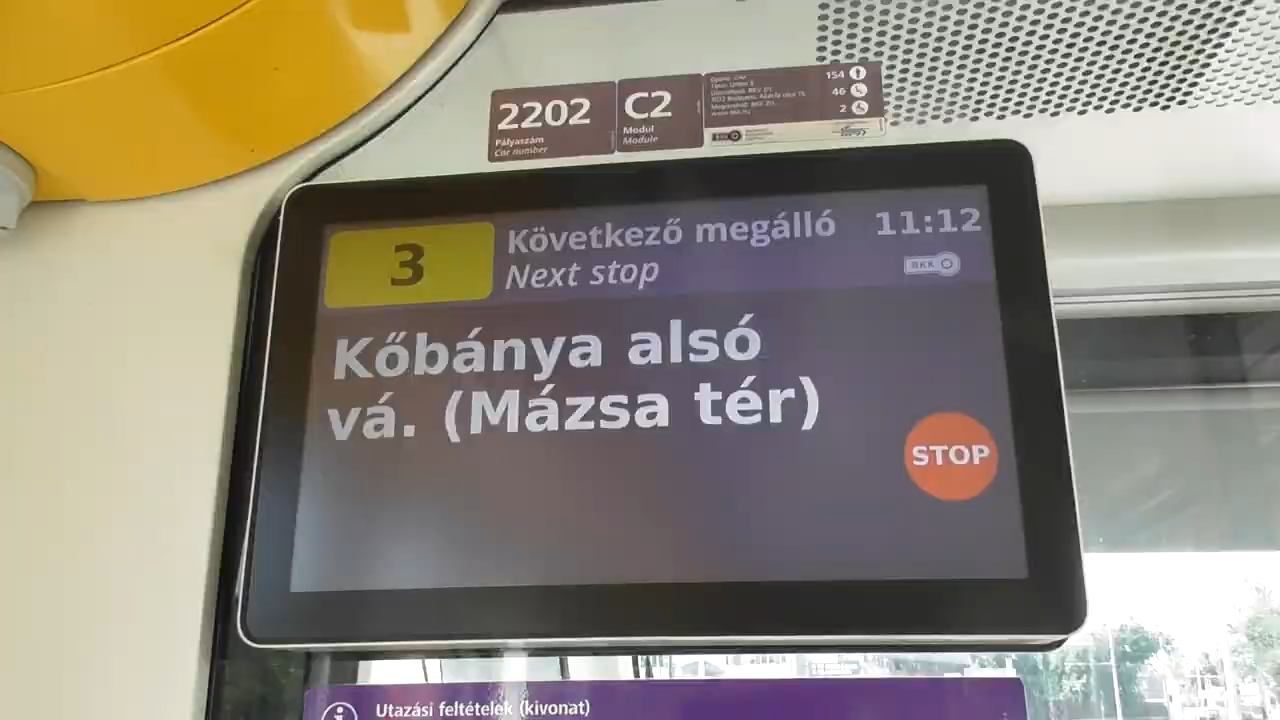 2202
Pályaszám
Car number
C2
Modul
Module
154
46
2
3
Következő megálló
Next stop
11:12
BKK
Kőbánya alsó
vá. (Mázsa tér)
STOP
Utazási feltételek (kivonat)